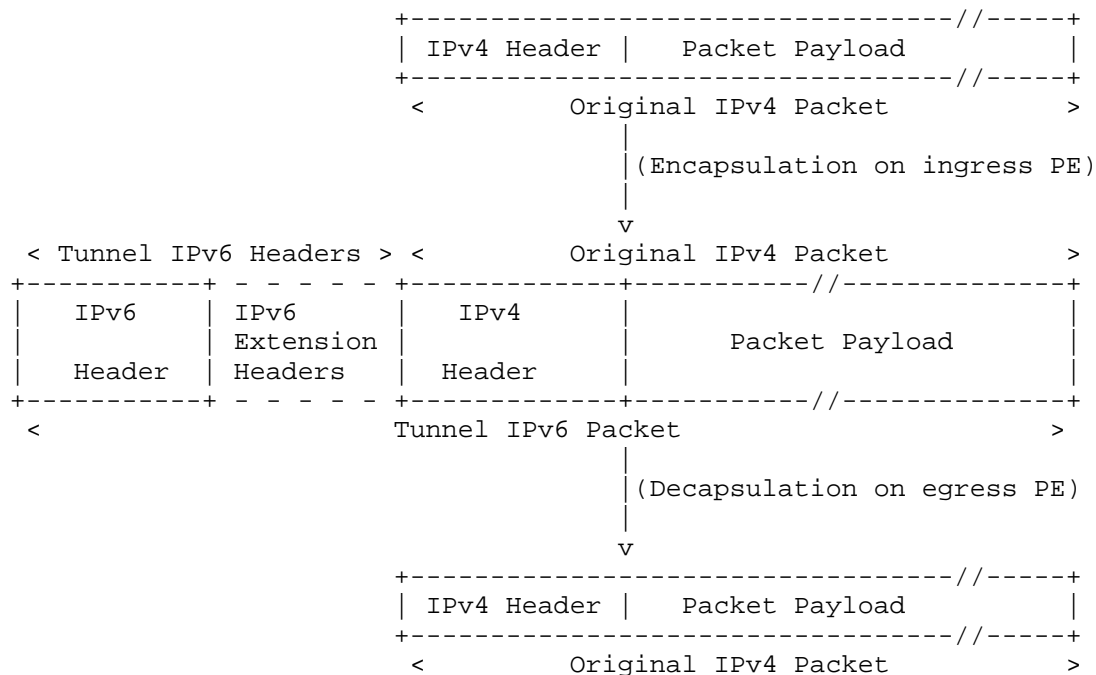 +----------------------------------//-----+
| IPv4 Header |   Packet Payload          |
+----------------------------------//-----+
<         Original IPv4 Packet            >
|
|(Encapsulation on ingress PE)
|
v
< Tunnel IPv6 Headers > <         Original IPv4 Packet            >
+-----------+ - - - - - +-------------+-----------//--------------+
|   IPv6    | IPv6      |   IPv4      |                           |
|           | Extension |             |      Packet Payload       |
|   Header  | Headers   |  Header     |                           |
+-----------+ - - - - - +-------------+-----------//--------------+
<                      Tunnel IPv6 Packet                        >
|
|(Decapsulation on egress PE)
|
v
+----------------------------------//-----+
| IPv4 Header |   Packet Payload          |
+----------------------------------//-----+
<         Original IPv4 Packet            >